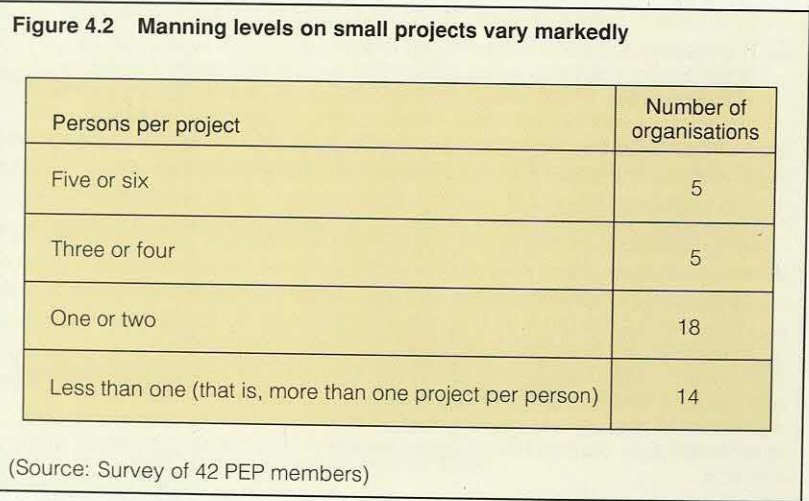 Figure 4.2 Manning levels on small projects vary markedly
Persons per project
Number of
organisations
Five or six 5
Three or four 5
One or two 18
Less than one (that is, more than one project per person) 14
(Source: Survey of 42 PEP members)